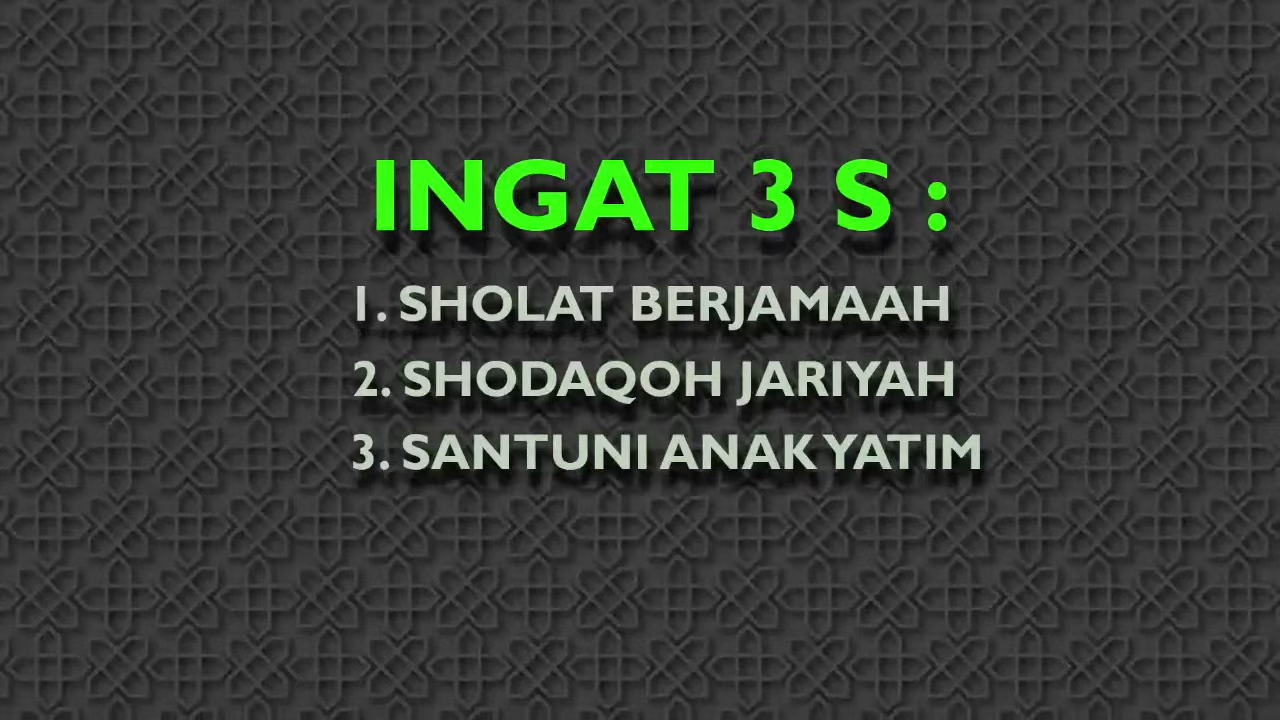 INGAT 3 S :
1. SHOLAT BERJAMAAH
2. SHODAQOH JARIYAH
3. SANTUNI ANAK YATIM